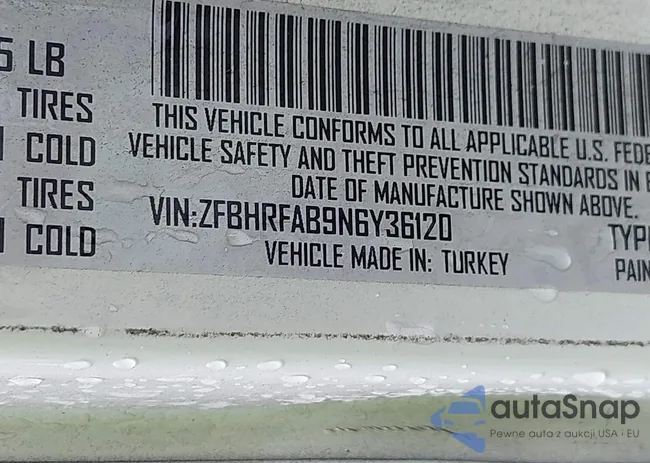 5 LB
TIRES
COLD
TIRES
COLD
THIS VEHICLE CONFORMS TO ALL APPLICABLE U.S. FEDE
VEHICLE SAFETY AND THEFT PREVENTION STANDARDS IN
DATE OF MANUFACTURE SHOWN ABOVE.
VIN:ZFBHRFAB9N6Y36120
VEHICLE MADE IN: TURKEY
TYP
PAIN
autaSnap
Pewne auta z aukcji USA i EU